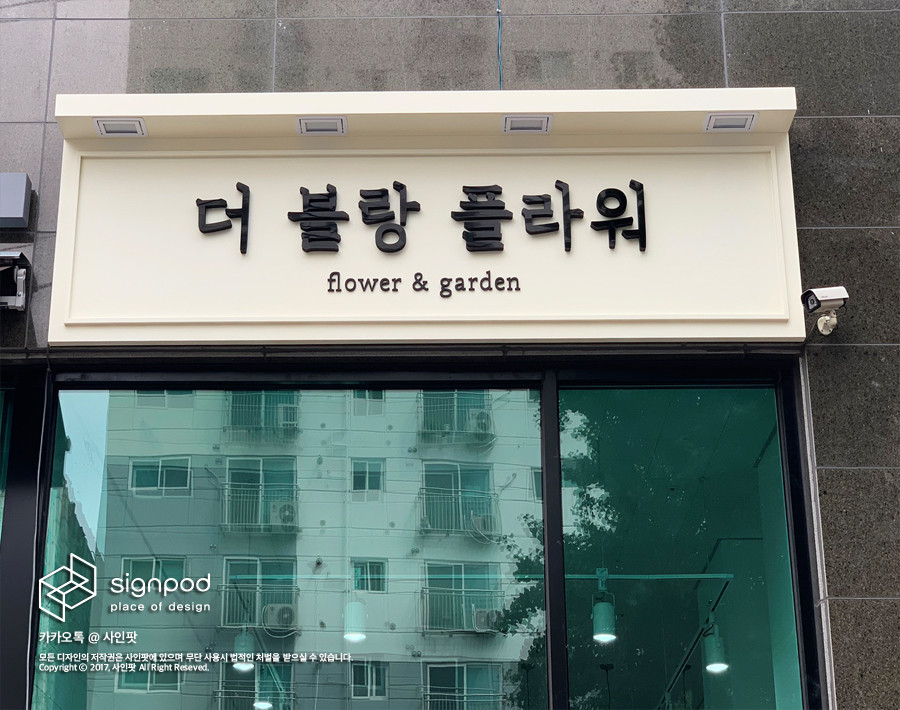 더 블랑 플라워
flower & garden
signpod
place of design
카카오톡 @ 사인팟
모든 디자인의 저작권은 사인팟에 있으며 무단 사용시 법적인 처벌을 받으실 수 있습니다.
Copyright © 2017, 사인팟 All Right Reseved.